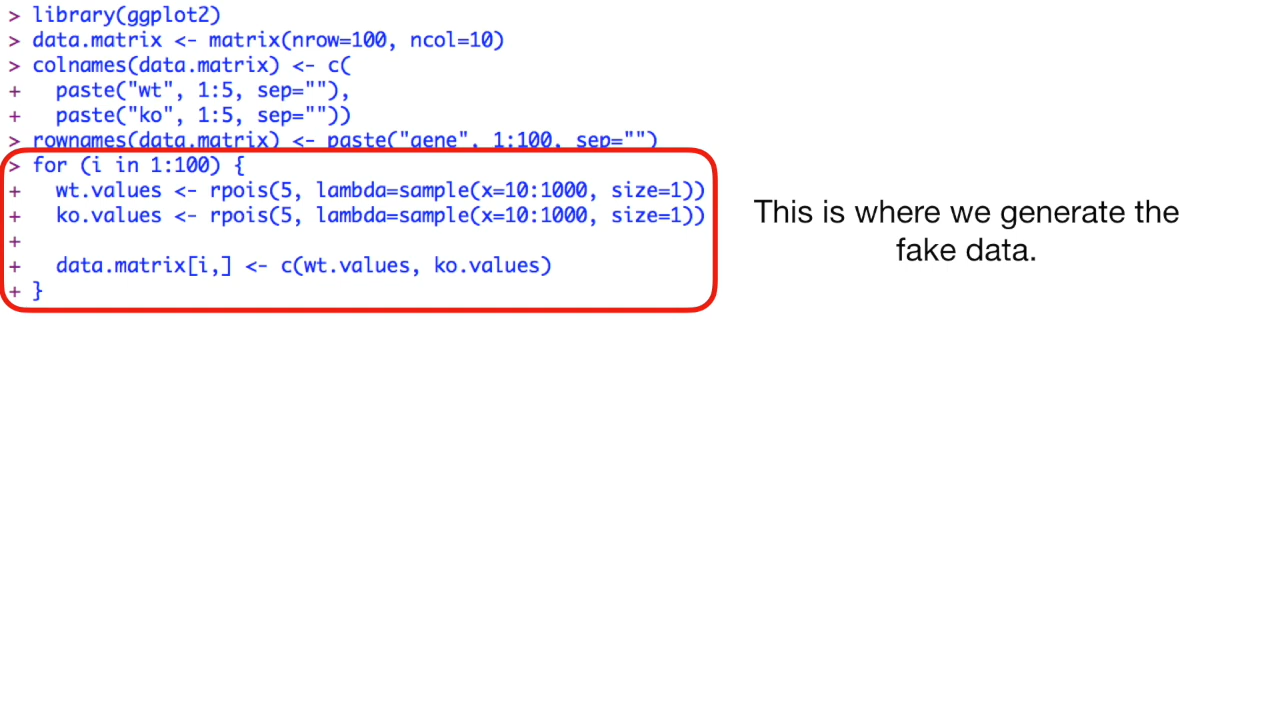 > library(ggplot2)
> data.matrix <- matrix(nrow=100, ncol=10)
> colnames(data.matrix) <- c(
+   paste("wt", 1:5, sep=""),
+   paste("ko", 1:5, sep=""))
> rownames(data.matrix) <- paste("gene", 1:100, sep="")
> for (i in 1:100) {
+   wt.values <- rpois(5, lambda=sample(x=10:1000, size=1))
+   ko.values <- rpois(5, lambda=sample(x=10:1000, size=1))
+
+   data.matrix[i,] <- c(wt.values, ko.values)
+ }
This is where we generate the
fake data.